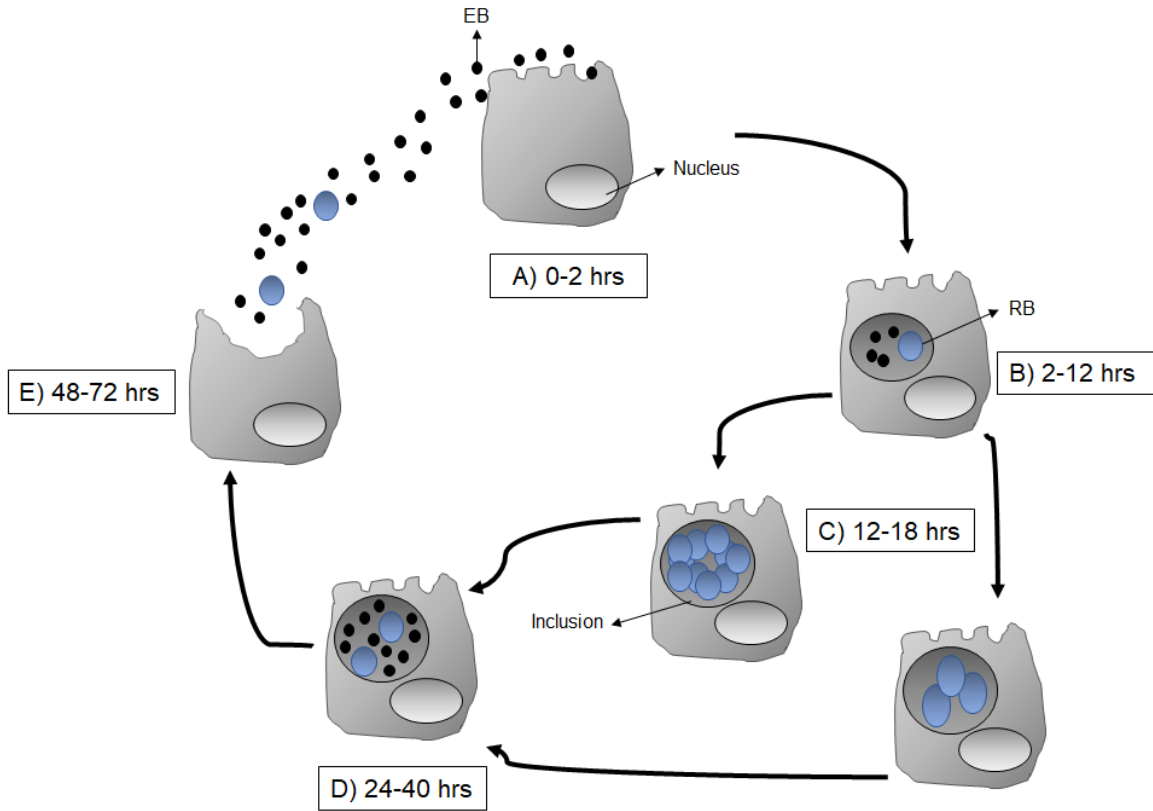 EB
Nucleus
A) 0-2 hrs
RB
B) 2-12 hrs
E) 48-72 hrs
C) 12-18 hrs
Inclusion
D) 24-40 hrs